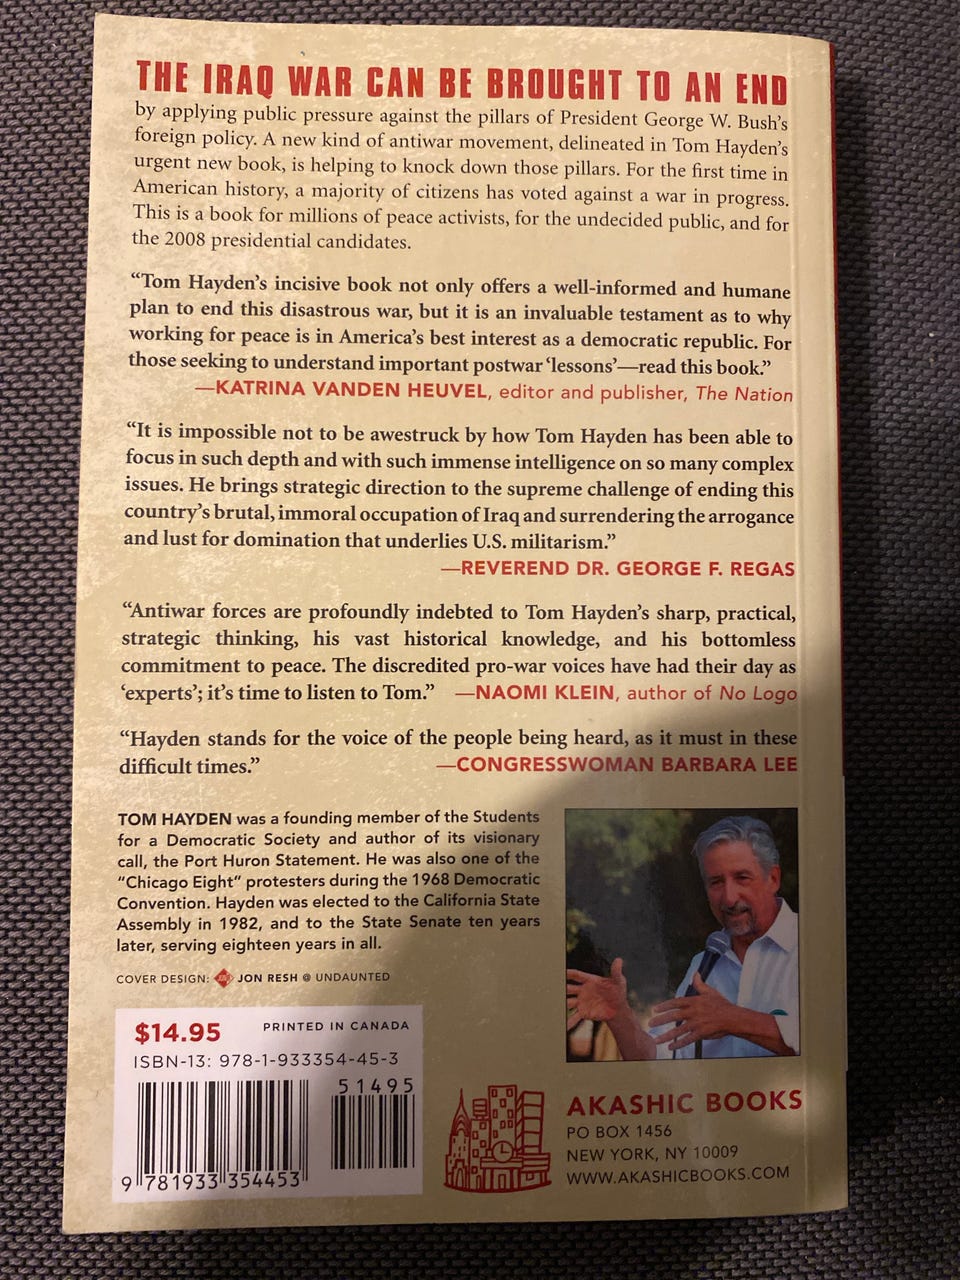 THE IRAQ WAR CAN BE BROUGHT TO AN END
by applying public pressure against the pillars of President George W. Bush's
foreign policy. A new kind of antiwar movement, delineated in Tom Hayden's
urgent new book, is helping to knock down those pillars. For the first time in
American history, a majority of citizens has voted against a war in progress.
This is a book for millions of peace activists, for the undecided public, and for
the 2008 presidential candidates.
“Tom Hayden's incisive book not only offers a well-informed and humane
plan to end this disastrous war, but it is an invaluable testament as to why
working for peace is in America's best interest as a democratic republic. For
those seeking to understand important postwar ‘lessons’—read this book.”
—KATRINA VANDEN HEUVEL, editor and publisher, The Nation
“It is impossible not to be awestruck by how Tom Hayden has been able to
focus in such depth and with such immense intelligence on so many complex
issues. He brings strategic direction to the supreme challenge of ending this
country's brutal, immoral occupation of Iraq and surrendering the arrogance
and lust for domination that underlies U.S. militarism.”
—REVEREND DR. GEORGE F. REGAS
“Antiwar forces are profoundly indebted to Tom Hayden's sharp, practical,
strategic thinking, his vast historical knowledge, and his bottomless
commitment to peace. The discredited pro-war voices have had their day as
‘experts’; it's time to listen to Tom.” —NAOMI KLEIN, author of No Logo
“Hayden stands for the voice of the people being heard, as it must in these
difficult times.” —CONGRESSWOMAN BARBARA LEE
TOM HAYDEN was a founding member of the Students
for a Democratic Society and author of its visionary
call, the Port Huron Statement. He was also one of the
“Chicago Eight” protesters during the 1968 Democratic
Convention. Hayden was elected to the California State
Assembly in 1982, and to the State Senate ten years
later, serving eighteen years in all.
COVER DESIGN: JON RESH @ UNDAUNTED
$14.95 PRINTED IN CANADA
ISBN-13: 978-1-933354-45-3
51495
9 781933 354453
AKASHIC BOOKS
PO BOX 1456
NEW YORK, NY 10009
WWW.AKASHICBOOKS.COM